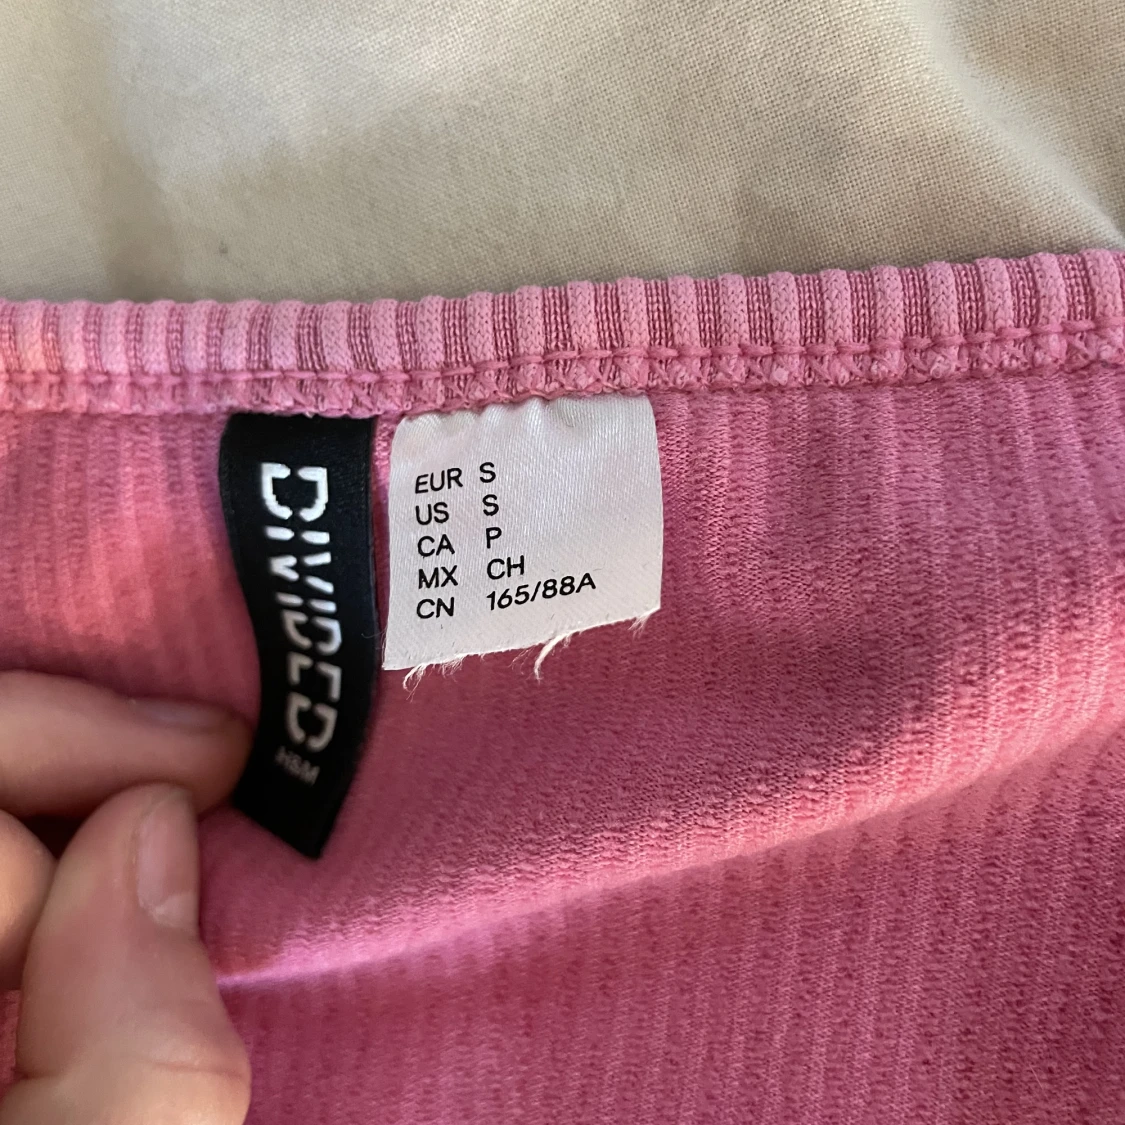 DIVIDED
H&M
EUR S
US S
CA P
MX CH
CN 165/88A